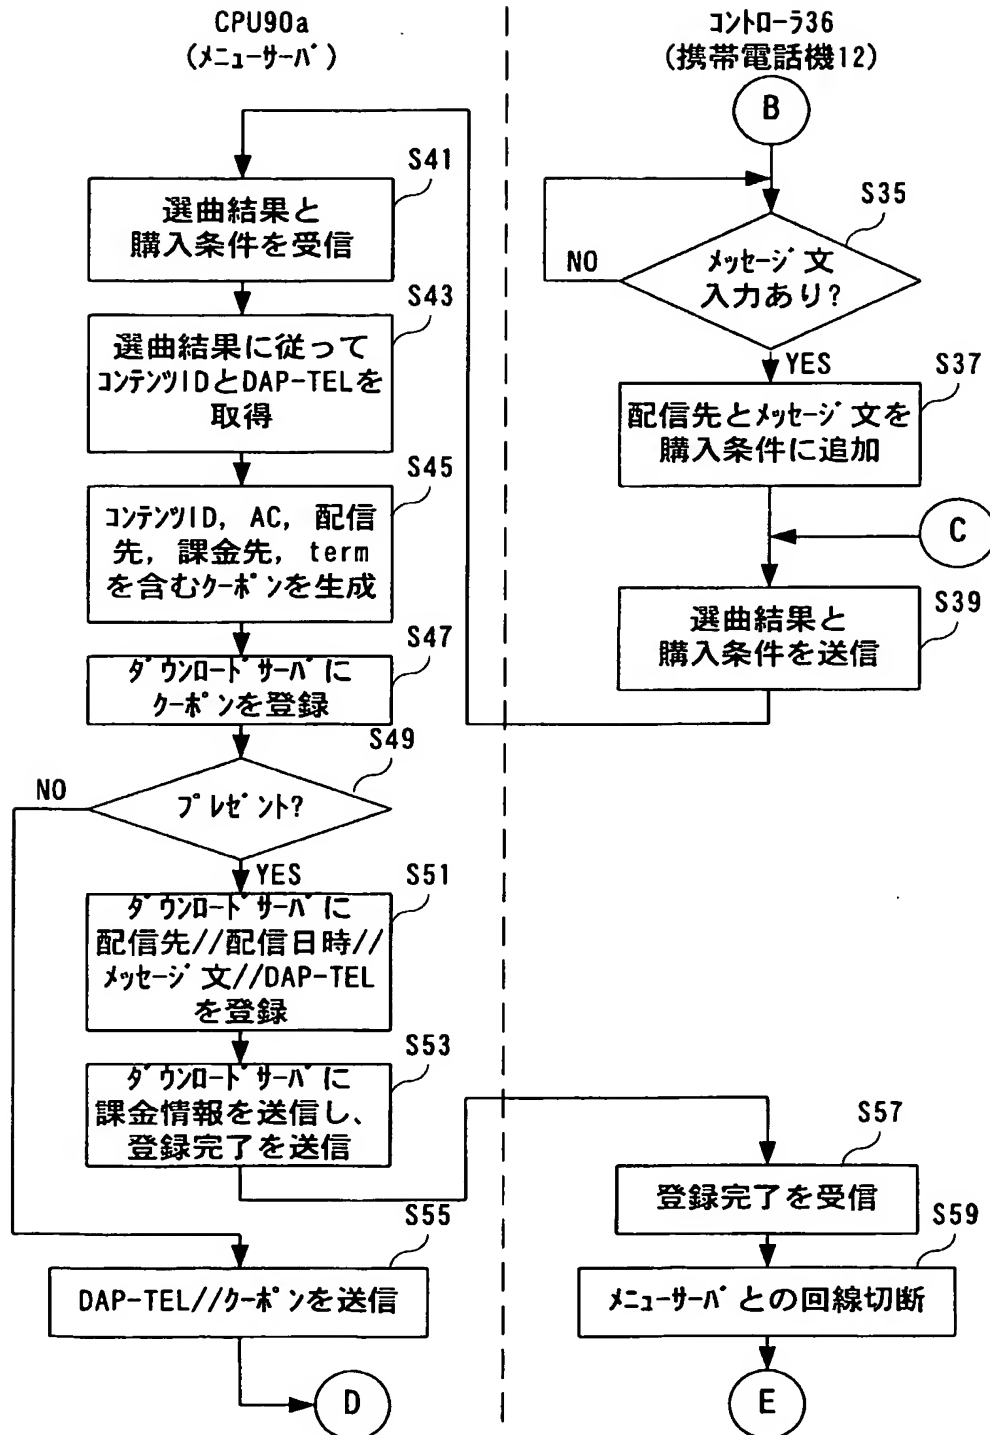 CPU90a
(メニューサーバ)
コントローラ36
(携帯電話機12)
B
S41
選曲結果と
購入条件を受信
S35
メッセージ文
入力あり?
NO
YES
S43
選曲結果に従って
コンテンツIDとDAP-TELを
取得
S37
配信先とメッセージ文を
購入条件に追加
S45
コンテンツID, AC, 配信
先, 課金先, term
を含むクーポンを生成
C
S39
選曲結果と
購入条件を送信
S47
ダウンロードサーバに
クーポンを登録
S49
プレゼント?
NO
YES
S51
ダウンロードサーバに
配信先//配信日時//
メッセージ文//DAP-TEL
を登録
S53
ダウンロードサーバに
課金情報を送信し、
登録完了を送信
S57
登録完了を受信
S55
DAP-TEL//クーポンを送信
S59
メニューサーバとの回線切断
D
E